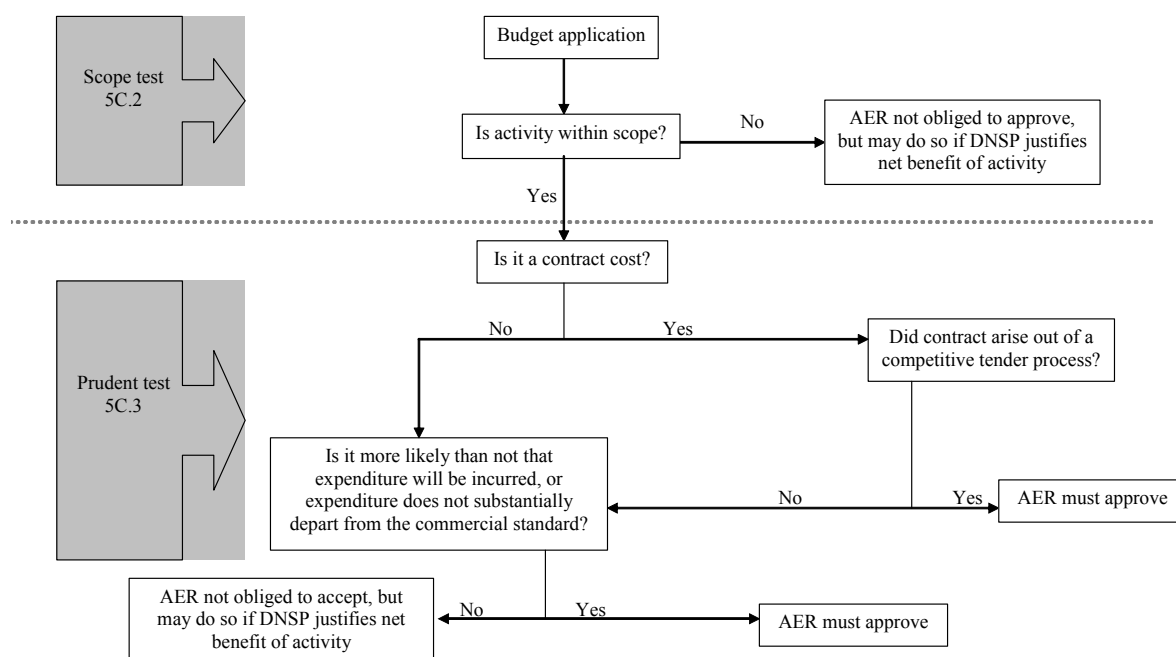 Budget application
Scope test
5C.2
Is activity within scope?
No
AER not obliged to approve,
but may do so if DNSP justifies
net benefit of activity
Yes
Is it a contract cost?
No
Yes
Did contract arise out of a
competitive tender process?
Prudent test
5C.3
Is it more likely than not that
expenditure will be incurred, or
expenditure does not substantially
depart from the commercial standard?
No
Yes
AER must approve
AER not obliged to accept, but
may do so if DNSP justifies net
benefit of activity
No
Yes
AER must approve